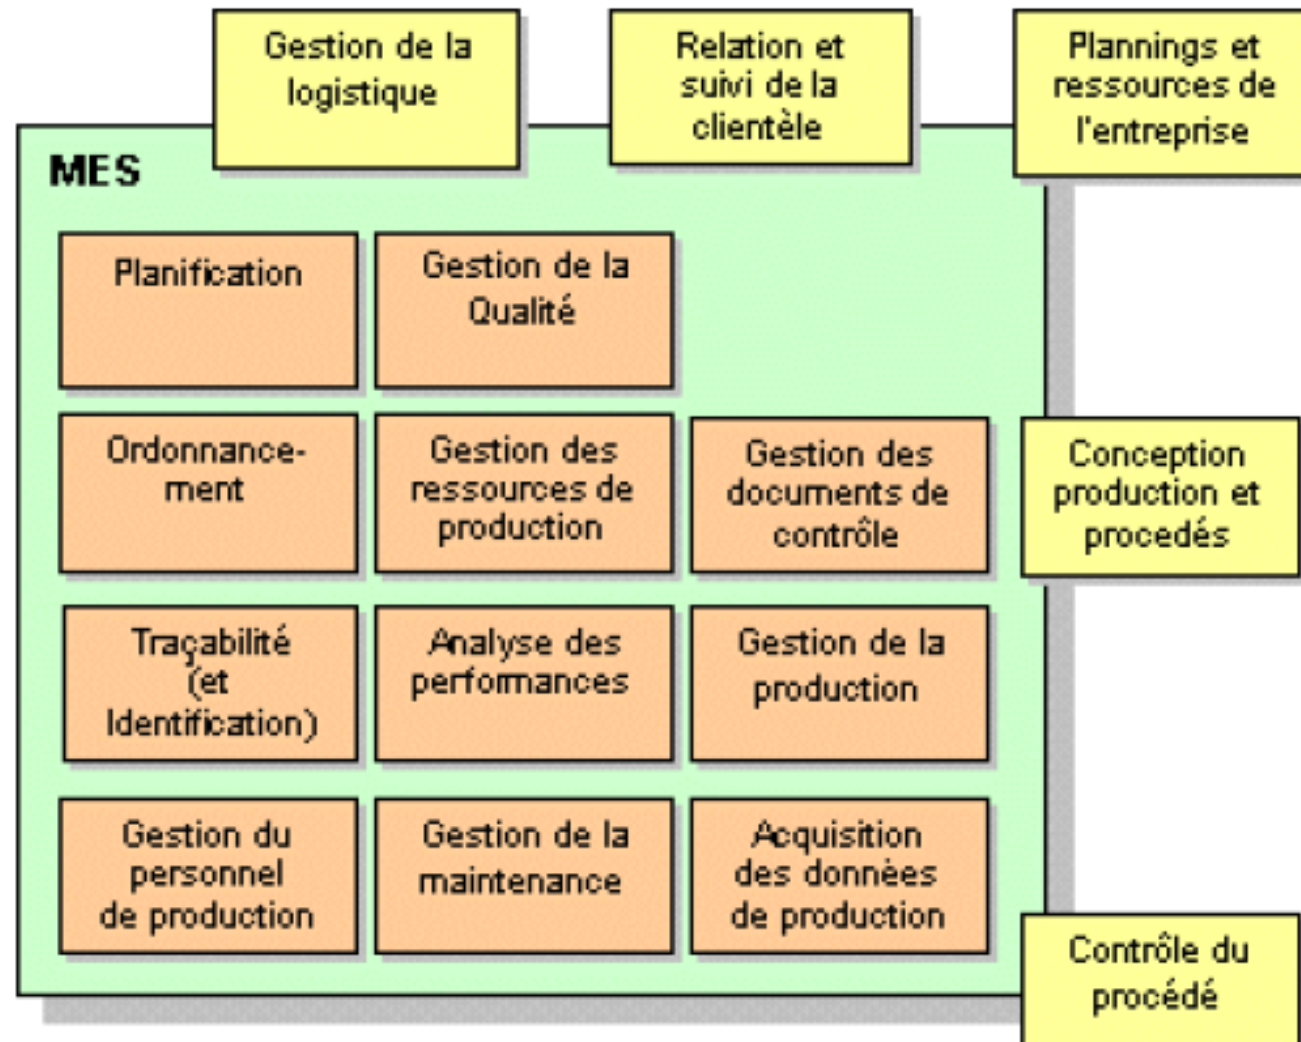 Gestion de la
logistique
Relation et
suivi de la
clientèle
Plannings et
ressources de
l'entreprise
MES
Planification
Gestion de la
Qualité
Ordonnance-
ment
Gestion des
ressources de
production
Gestion des
documents de
contrôle
Conception
production et
procedés
Traçabilité
(et
Identification)
Analyse des
performances
Gestion de la
production
Gestion du
personnel
de production
Gestion de la
maintenance
Acquisition
des donnèes
de production
Contrôle du
procédé